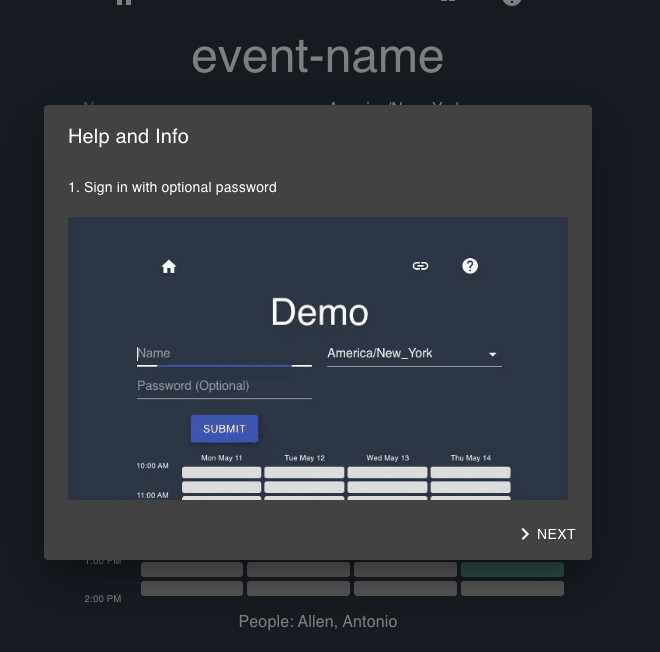 event-name
America/New_York
Help and Info
1. Sign in with optional password
Demo
Name
America/New_York
Password (Optional)
SUBMIT
Mon May 11 Tue May 12 Wed May 13 Thu May 14
10:00 AM
11:00 AM
NEXT
1:00 PM
2:00 PM
People: Allen, Antonio